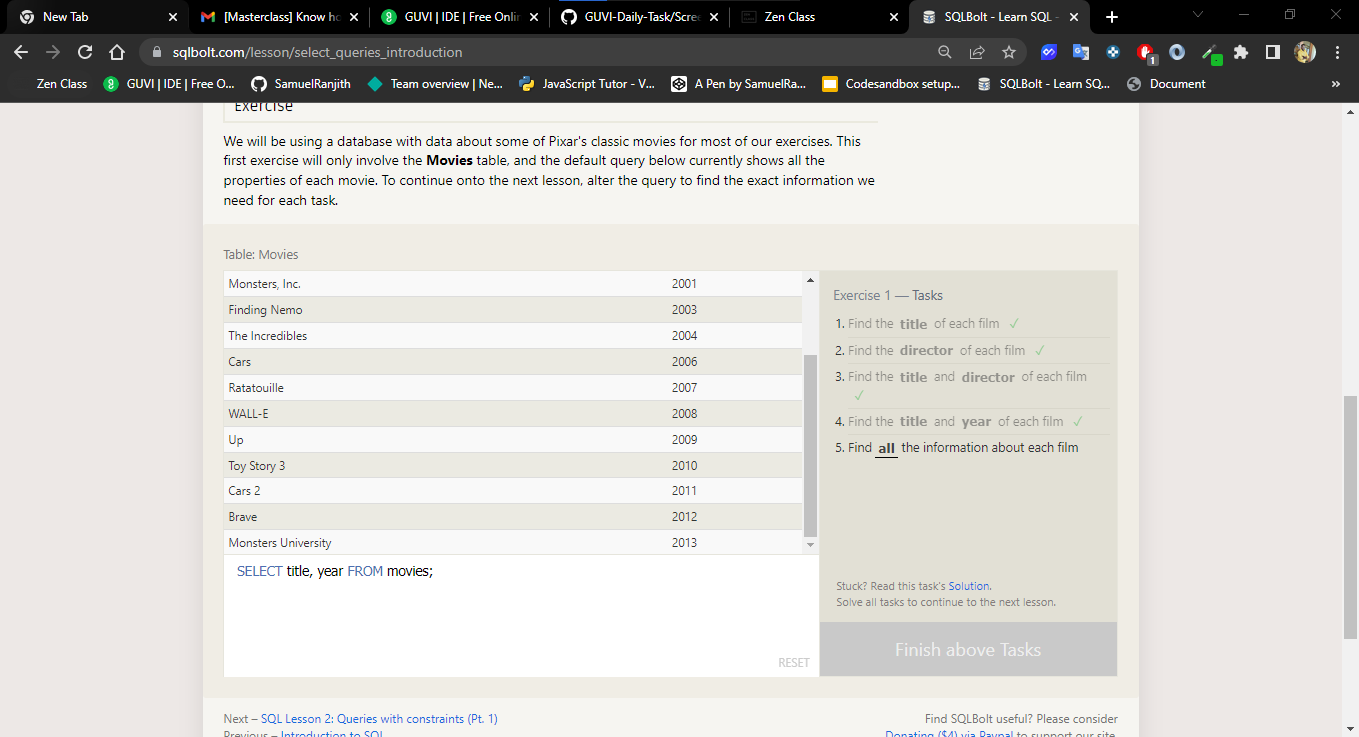 New Tab
[Masterclass] Know ho
GUVI | IDE | Free Onlin
GUVI-Daily-Task/Scree
Zen Class
SQLBolt - Learn SQL -
sqlbolt.com/lesson/select_queries_introduction
1
Zen Class
GUVI | IDE | Free O...
SamuelRanjith
Team overview | Ne...
JavaScript Tutor - V...
A Pen by SamuelRa...
Codesandbox setup...
SQLBolt - Learn SQ...
Document
»
Exercise
We will be using a database with data about some of Pixar's classic movies for most of our exercises. This
first exercise will only involve the Movies table, and the default query below currently shows all the
properties of each movie. To continue onto the next lesson, alter the query to find the exact information we
need for each task.
Table: Movies
Monsters, Inc. 2001
Finding Nemo 2003
The Incredibles 2004
Cars 2006
Ratatouille 2007
WALL-E 2008
Up 2009
Toy Story 3 2010
Cars 2 2011
Brave 2012
Monsters University 2013
SELECT title, year FROM movies;
RESET
Exercise 1 — Tasks
1. Find the title of each film ✓
2. Find the director of each film ✓
3. Find the title and director of each film
✓
4. Find the title and year of each film ✓
5. Find all the information about each film
Stuck? Read this task's Solution.
Solve all tasks to continue to the next lesson.
Finish above Tasks
Next – SQL Lesson 2: Queries with constraints (Pt. 1)
Previous – Introduction to SQL
Find SQLBolt useful? Please consider
Donating ($4) via Paypal to support our site.